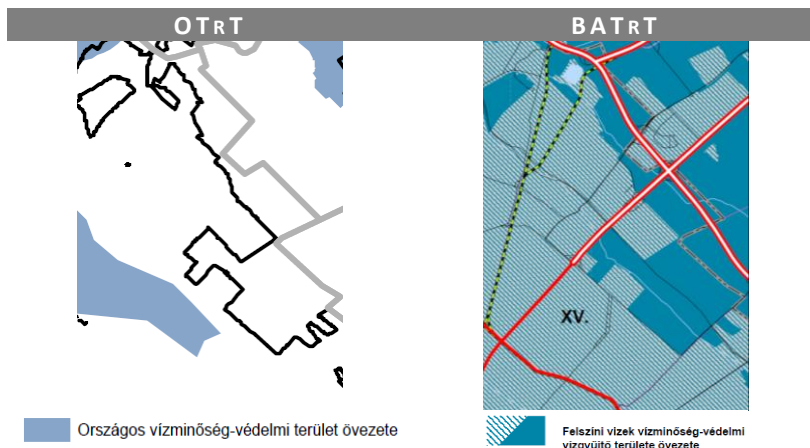 OTRT
BATRT
XV.
Országos vízminőség-védelmi terület övezete
Felszíni vizek vízminőség-védelmi
vízgyűjtő területe övezete